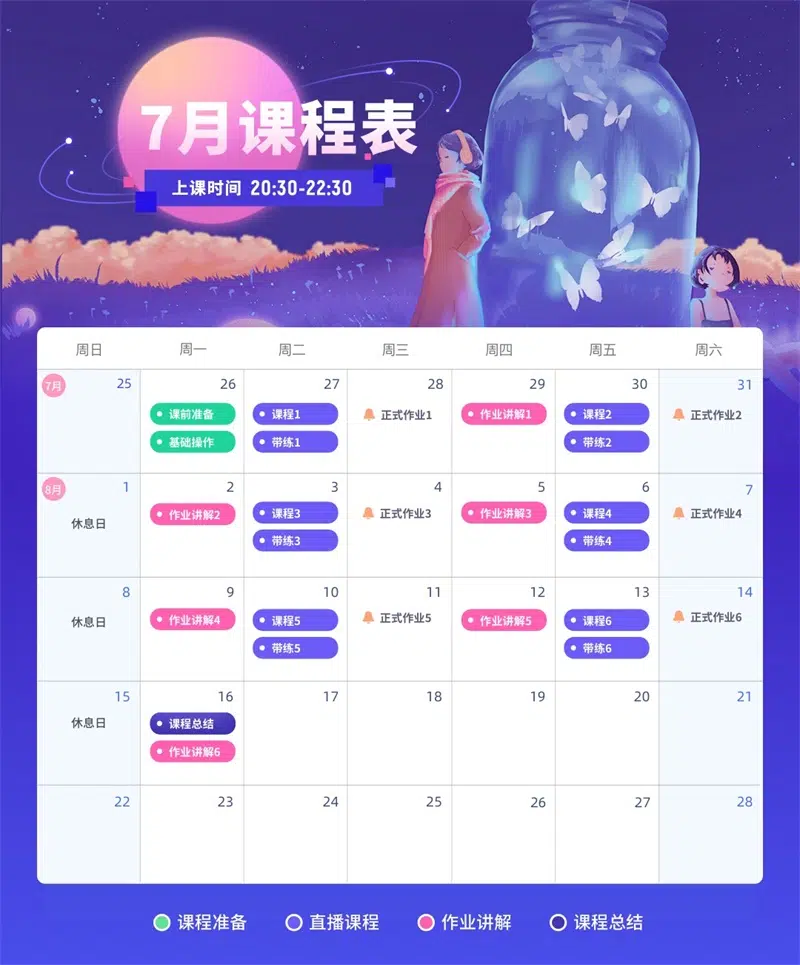 7月课程表
上课时间 20:30-22:30
周日 周一 周二 周三 周四 周五 周六
7月 25 26 27 28 29 30 31
课前准备 课程1 正式作业1 作业讲解1 课程2 正式作业2
基础操作 带练1 带练2
8月 1 2 3 4 5 6 7
休息日 作业讲解2 课程3 正式作业3 作业讲解3 课程4 正式作业4
带练3 带练4
8 9 10 11 12 13 14
休息日 作业讲解4 课程5 正式作业5 作业讲解5 课程6 正式作业6
带练5 带练6
15 16 17 18 19 20 21
休息日 课程总结
作业讲解6
22 23 24 25 26 27 28
课程准备 直播课程 作业讲解 课程总结